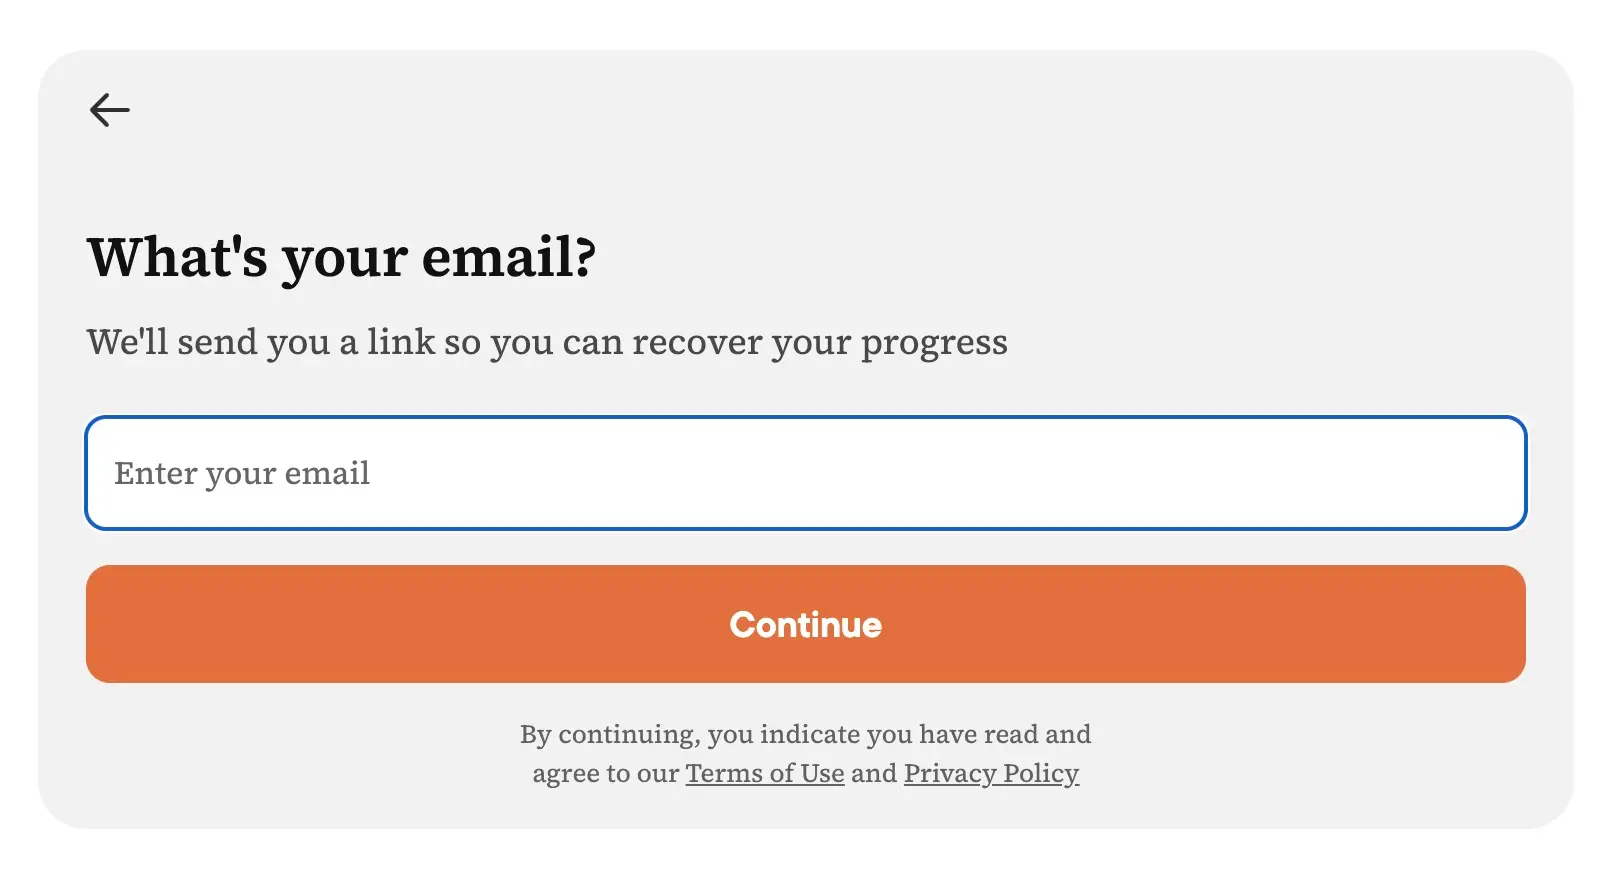 What's your email?
We'll send you a link so you can recover your progress
Enter your email
Continue
By continuing, you indicate you have read and
agree to our Terms of Use and Privacy Policy